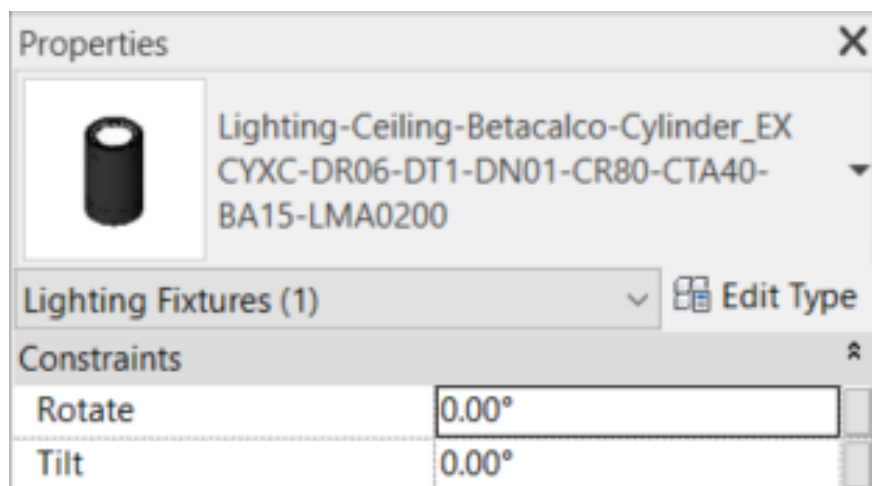 Properties
Lighting-Ceiling-Betacalco-Cylinder_EX
CYXC-DR06-DT1-DN01-CR80-CTA40-
BA15-LMA0200
Lighting Fixtures (1)
Edit Type
Constraints
Rotate 0.00°
Tilt 0.00°